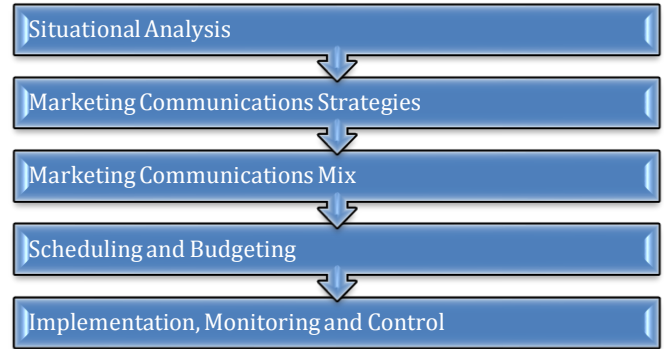 Situational Analysis
Marketing Communications Strategies
Marketing Communications Mix
Scheduling and Budgeting
Implementation, Monitoring and Control